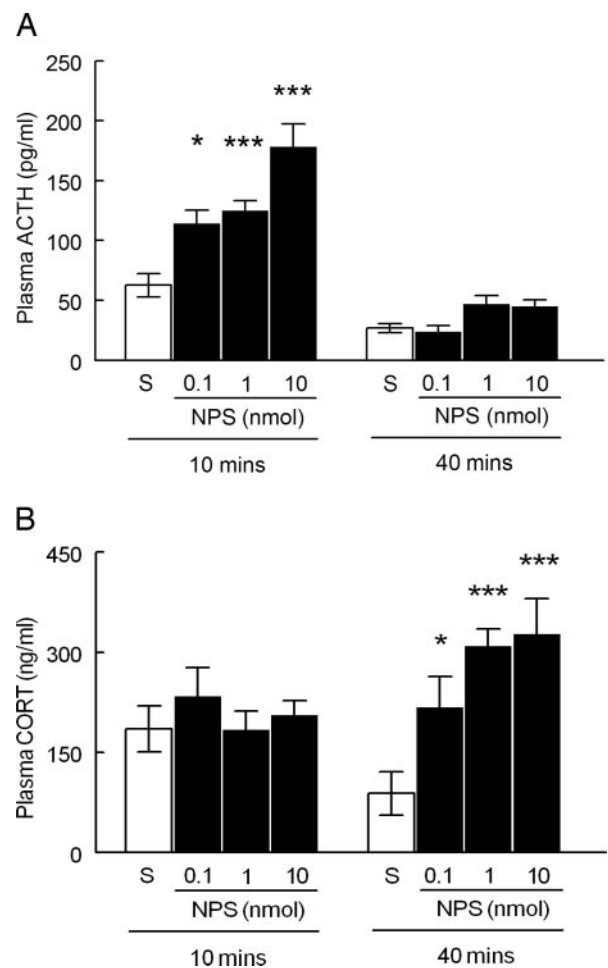 A
250
200
150
100
50
0
Plasma ACTH (pg/ml)
* *** ***
S 0.1 1 10 S 0.1 1 10
NPS (nmol) NPS (nmol)
10 mins 40 mins
B
450
300
150
0
Plasma CORT (ng/ml)
* *** ***
S 0.1 1 10 S 0.1 1 10
NPS (nmol) NPS (nmol)
10 mins 40 mins